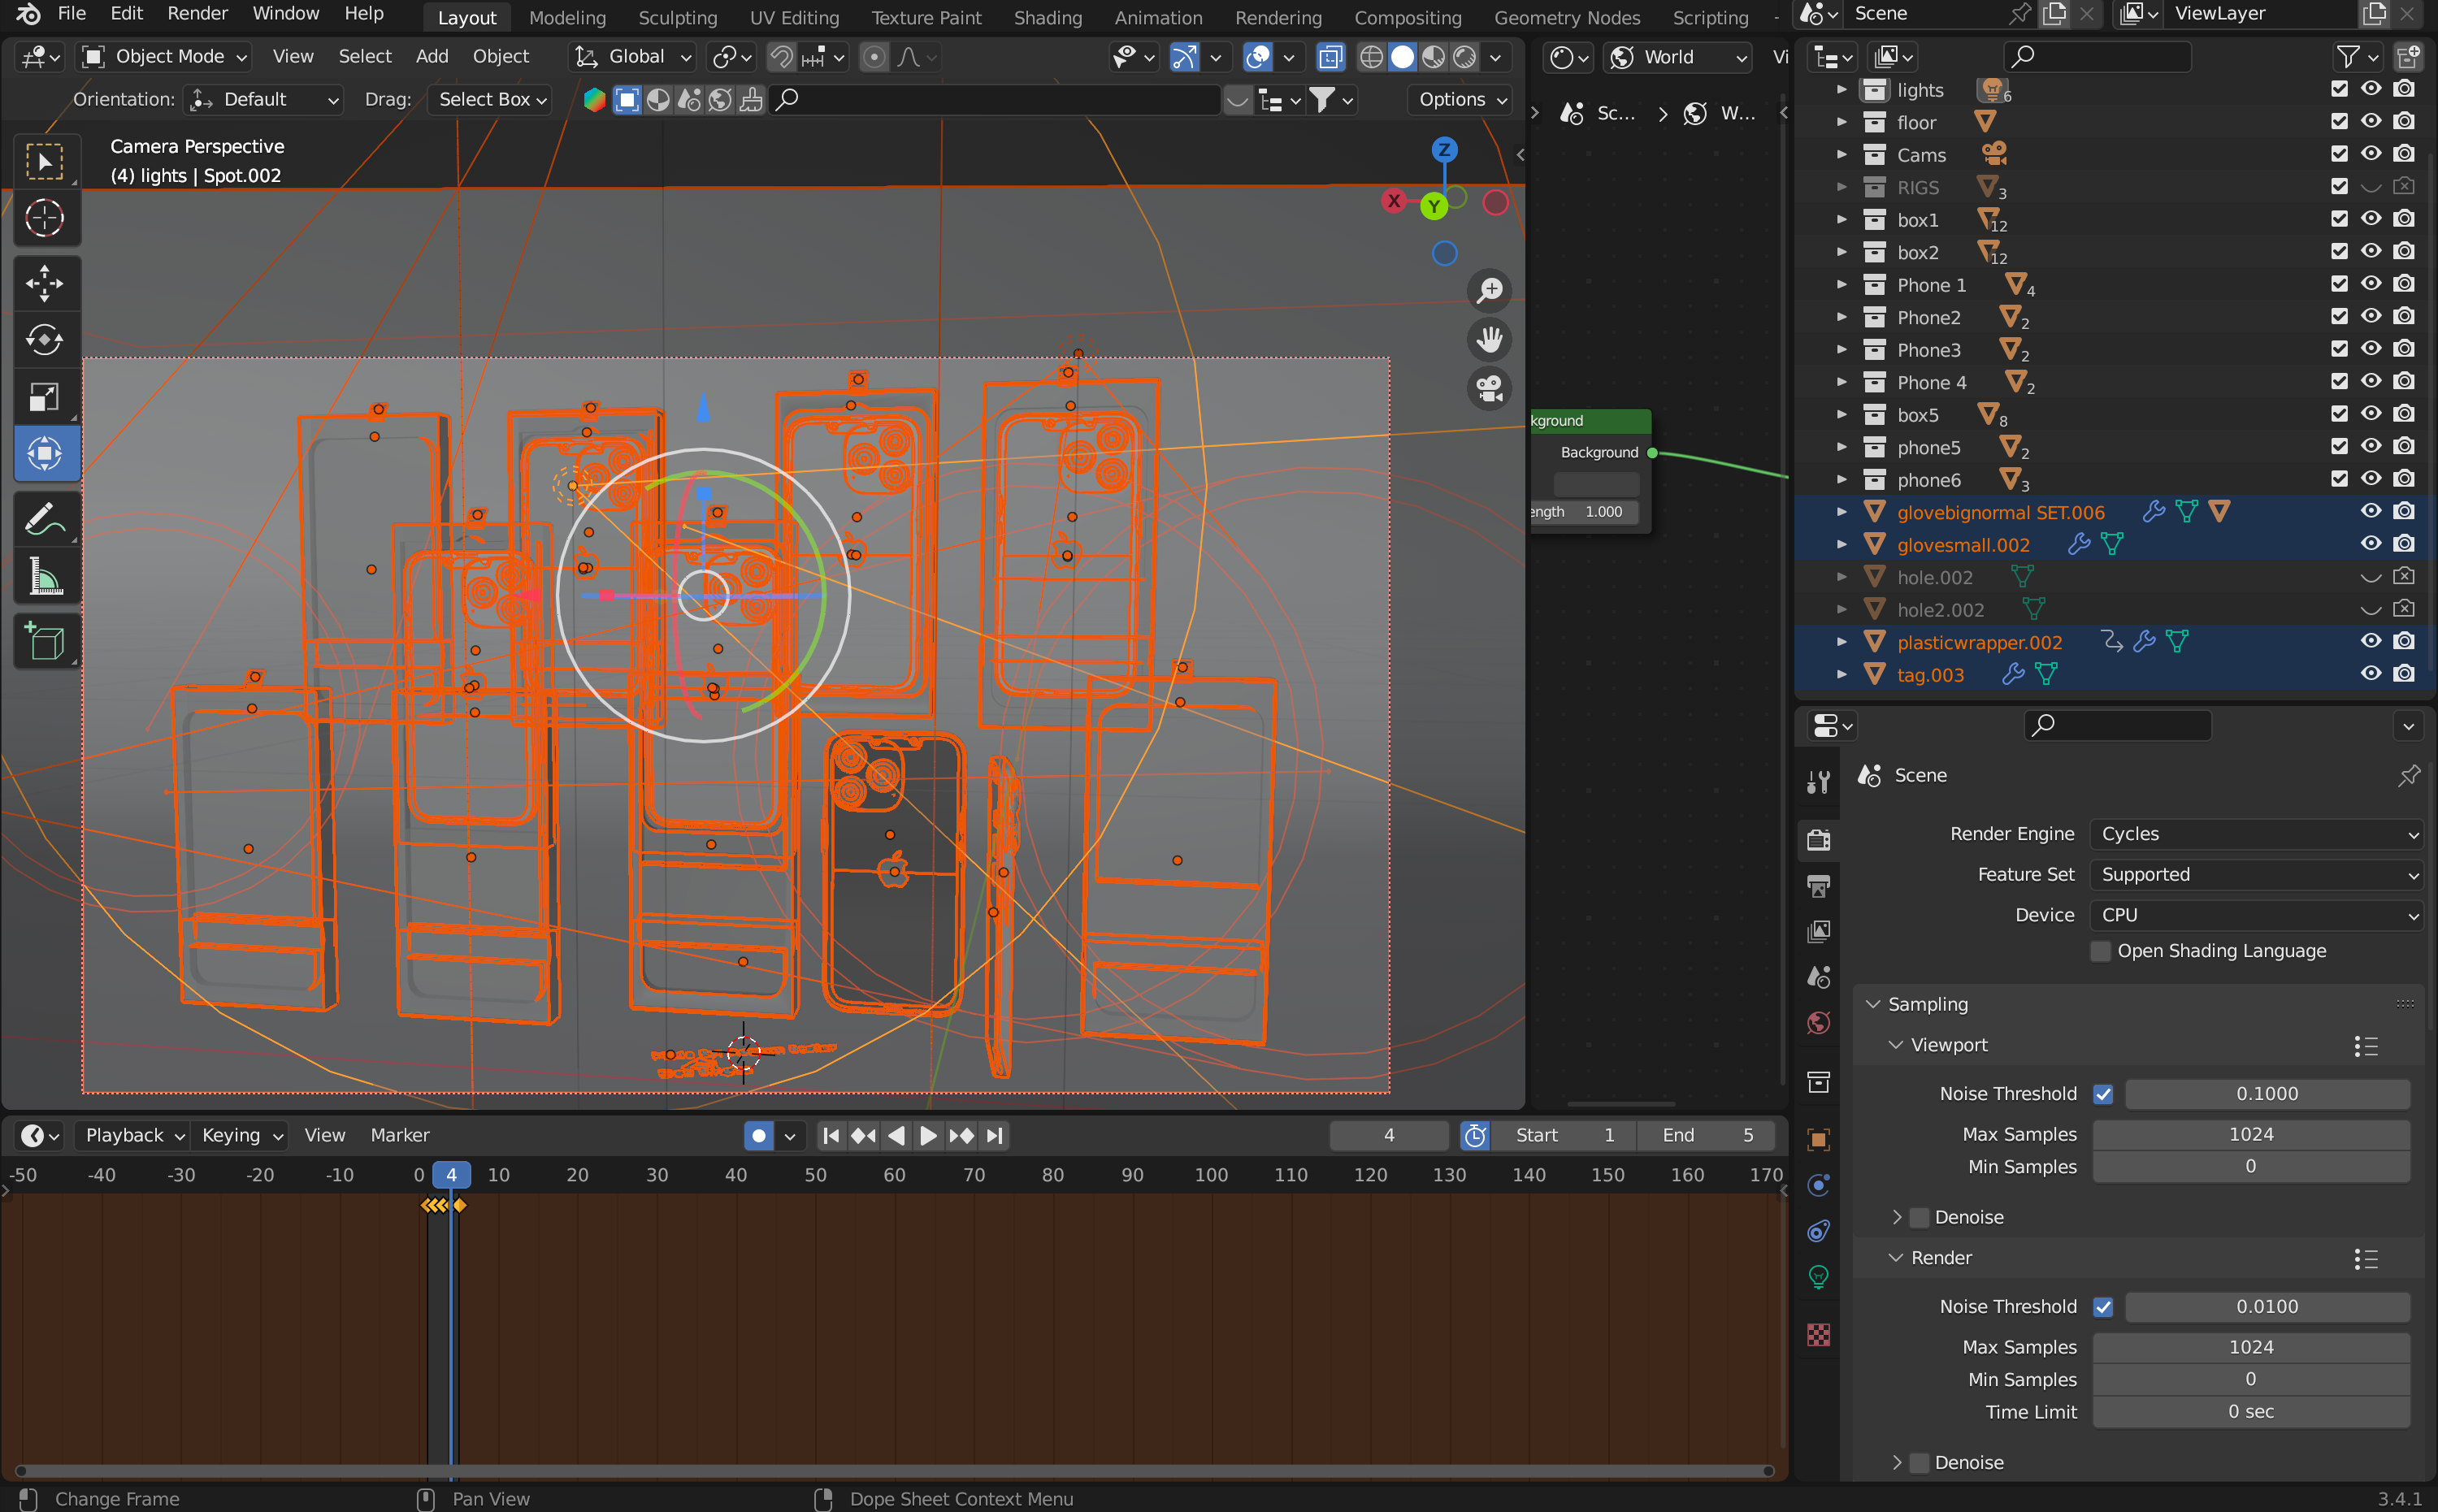 File Edit Render Window Help Layout Modeling Sculpting UV Editing Texture Paint Shading Animation Rendering Compositing Geometry Nodes Scripting Scene ViewLayer
Object Mode View Select Add Object Global World Vi
Orientation: Default Drag: Select Box Options
Camera Perspective
(4) lights | Spot.002
Z
X
Y
Sc... W...
kground
Background
ength 1.000
lights 6
floor
Cams
RIGS 3
box1 12
box2 12
Phone 1 4
Phone2 2
Phone3 2
Phone 4 2
box5 8
phone5 2
phone6 3
glovebignormal SET.006
glovesmall.002
hole.002
hole2.002
plasticwrapper.002
tag.003
Scene
Render Engine Cycles
Feature Set Supported
Device CPU
Open Shading Language
Sampling
Viewport
Noise Threshold 0.1000
Max Samples 1024
Min Samples 0
Denoise
Render
Noise Threshold 0.0100
Max Samples 1024
Min Samples 0
Time Limit 0 sec
Denoise
Playback Keying View Marker 4 Start 1 End 5
-50 -40 -30 -20 -10 0 4 10 20 30 40 50 60 70 80 90 100 110 120 130 140 150 160 170
Change Frame Pan View Dope Sheet Context Menu 3.4.1